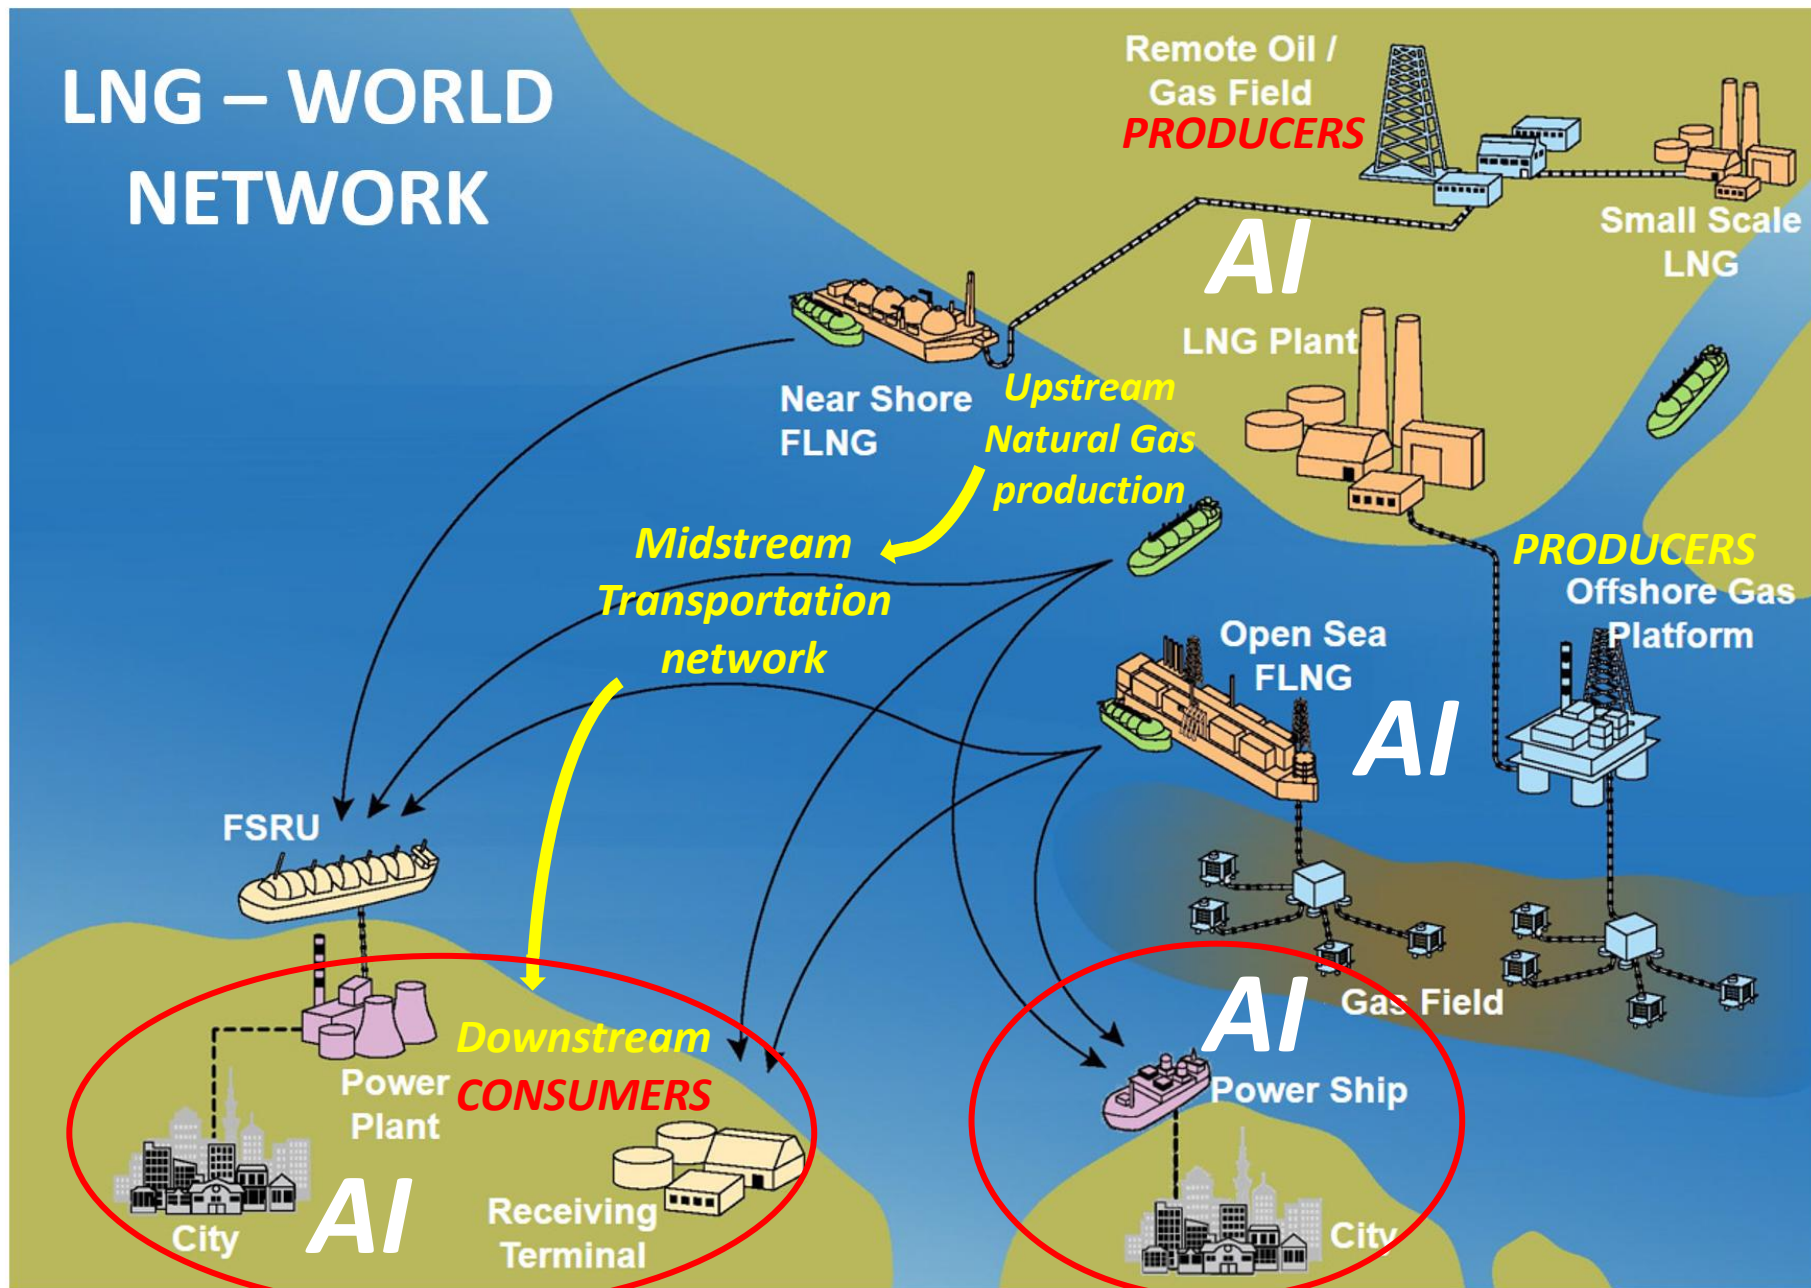 LNG – WORLD
NETWORK
Remote Oil /
Gas Field
PRODUCERS
Small Scale
LNG
AI
LNG Plant
Near Shore
FLNG
Upstream
Natural Gas
production
Midstream
Transportation
network
PRODUCERS
Offshore Gas
Platform
Open Sea
FLNG
AI
FSRU
Gas Field
AI
Power Ship
City
Downstream
CONSUMERS
Power
Plant
City
AI
Receiving
Terminal